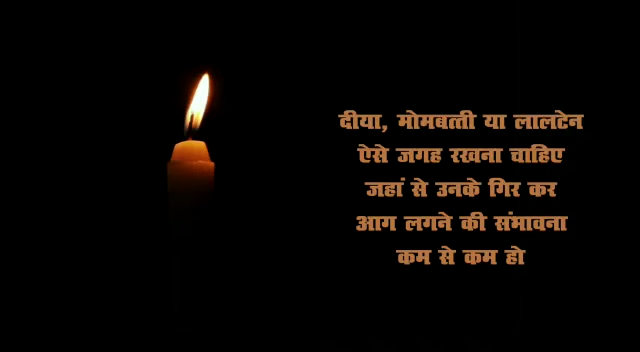 दीया, मोमबत्ती या लालटेन
ऐसे जगह रखना चाहिए
जहां से उनके गिर कर
आग लगने की संभावना
कम से कम हो